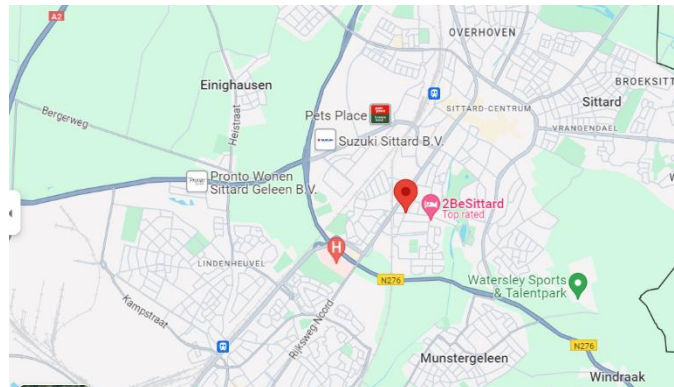 A2
OVERHOVEN
Einighausen
BROEKSITT
Bergerweg
Heistraat
Pets Place
SITTARD-CENTRUM
Sittard
Suzuki Sittard B.V.
VRANGENDAEL
Pronto Wonen
Sittard Geleen B.V.
2BeSittard
Top rated
H
LINDENHEUVEL
N276
Watersley Sports
& Talentpark
Kampstraat
Rijksweg Noord
N276
Munstergeleen
Windraak